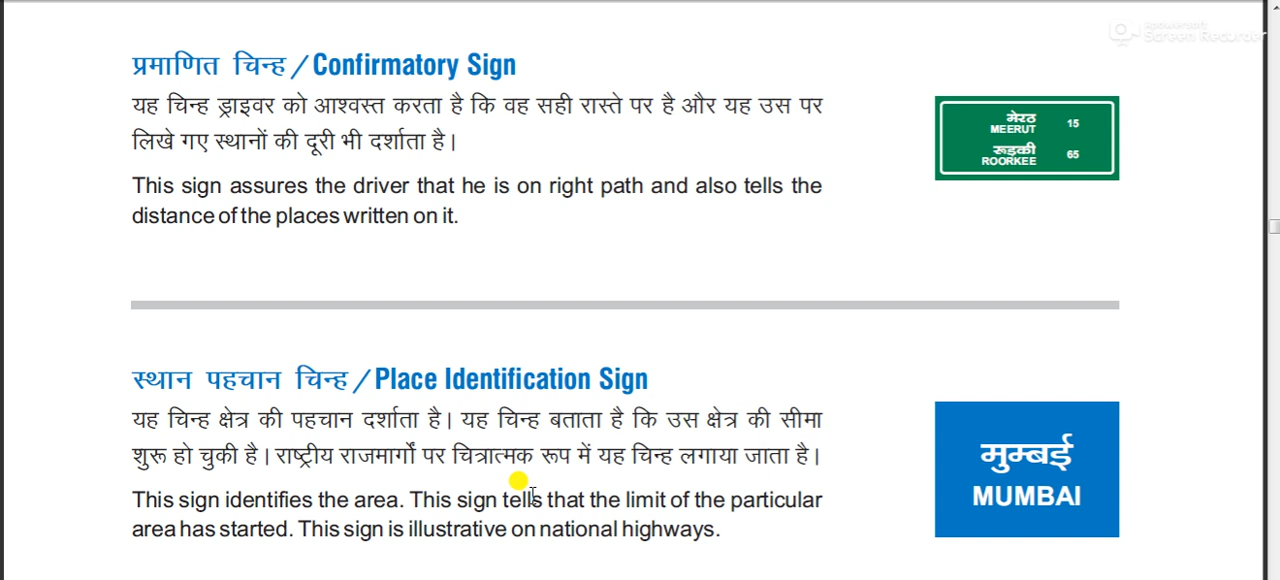 Apowersoft
Screen Recorder
प्रमाणित चिन्ह / Confirmatory Sign
यह चिन्ह ड्राइवर को आश्वस्त करता है कि वह सही रास्ते पर है और यह उस पर
लिखे गए स्थानों की दूरी भी दर्शाता है।
This sign assures the driver that he is on right path and also tells the
distance of the places written on it.
मेरठ
MEERUT 15
रूड़की
ROORKEE 65
स्थान पहचान चिन्ह / Place Identification Sign
यह चिन्ह क्षेत्र की पहचान दर्शाता है। यह चिन्ह बताता है कि उस क्षेत्र की सीमा
शुरू हो चुकी है। राष्ट्रीय राजमार्गों पर चित्रात्मक रूप में यह चिन्ह लगाया जाता है।
This sign identifies the area. This sign tells that the limit of the particular
area has started. This sign is illustrative on national highways.
मुम्बई
MUMBAI